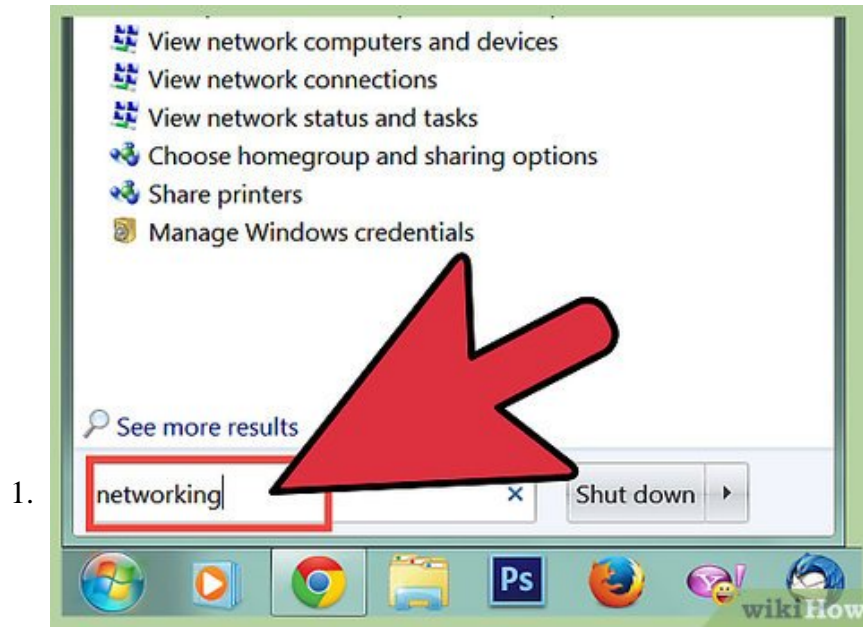 View network computers and devices
View network connections
View network status and tasks
Choose homegroup and sharing options
Share printers
Manage Windows credentials
See more results
1.
networking
Shut down
Ps
wikiHow